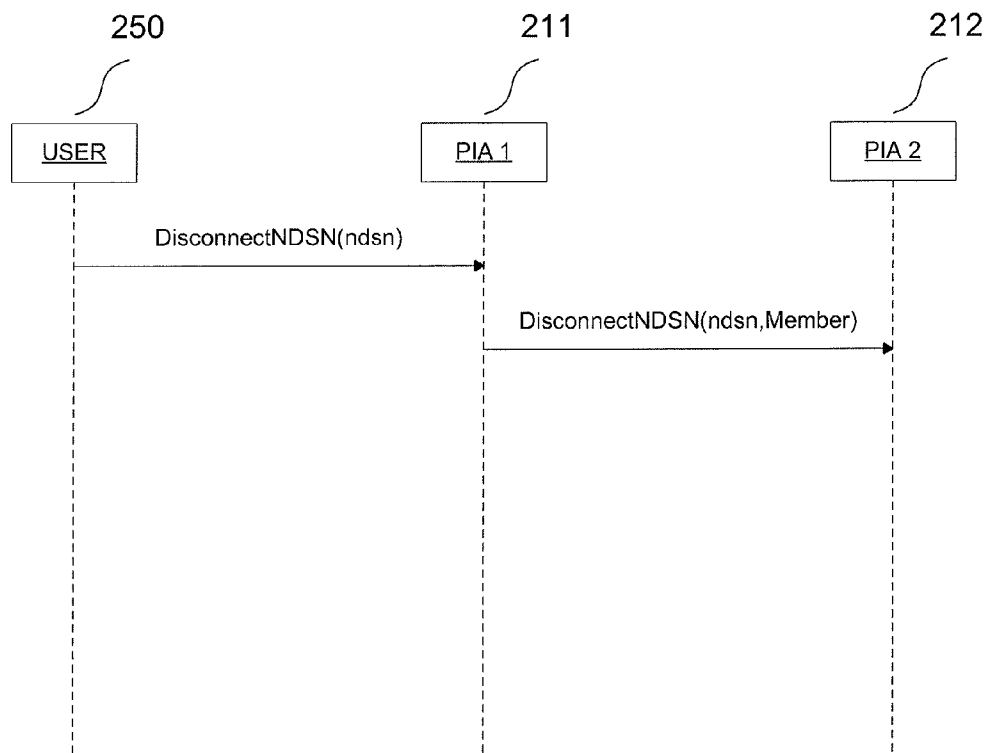 250
211
212
USER
PIA 1
PIA 2
DisconnectNDSN(ndsn)
DisconnectNDSN(ndsn,Member)